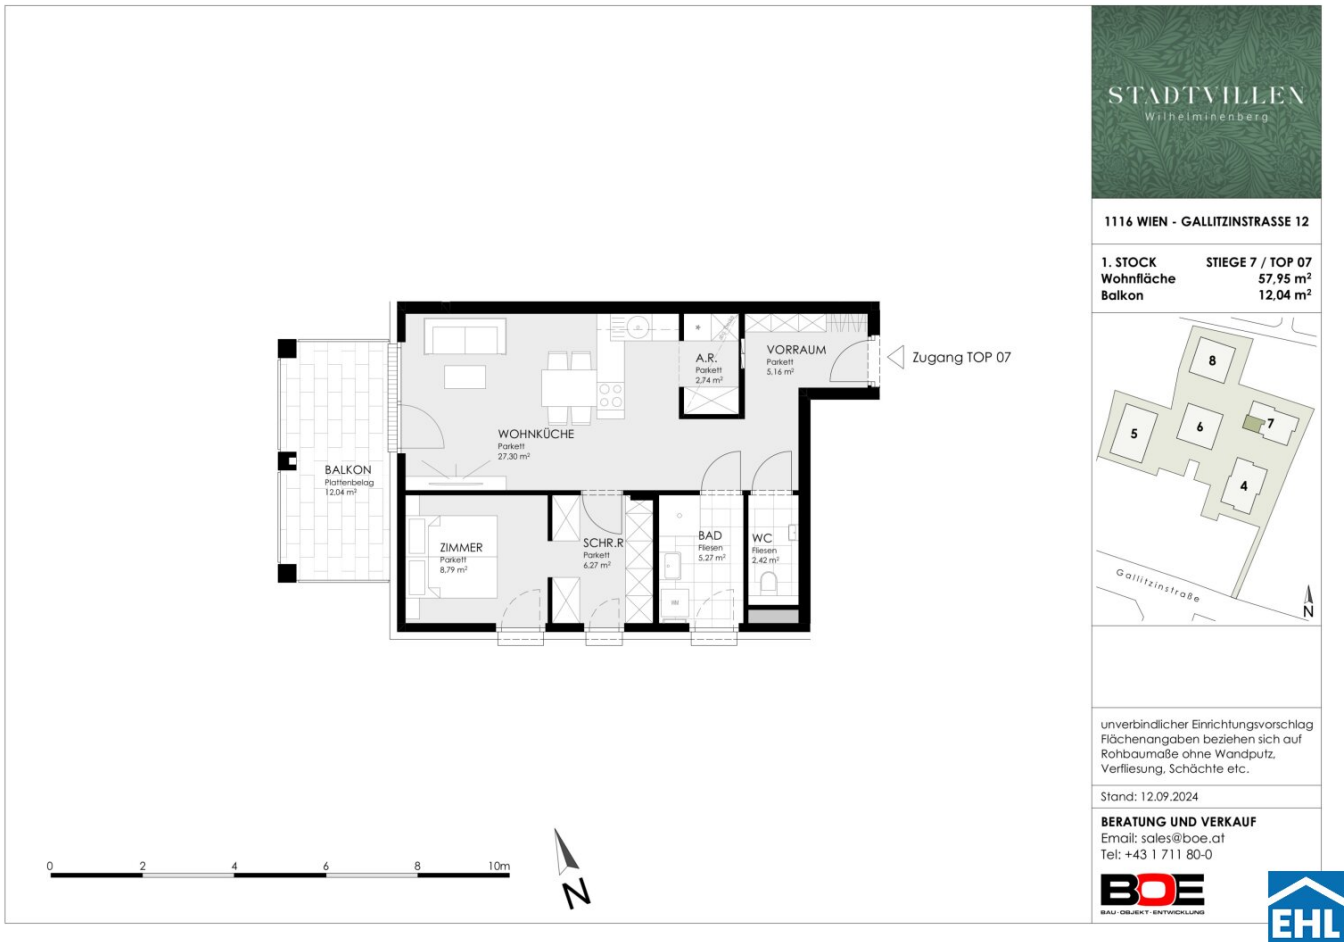 STADTVILLEN
Wilhelminenberg
1116 WIEN - GALLITZINSTRASSE 12
1. STOCK STIEGE 7 / TOP 07
Wohnfläche 57,95 m²
Balkon 12,04 m²
8
7
6
5
4
Gallitzinstraße
N
unverbindlicher Einrichtungsvorschlag
Flächenangaben beziehen sich auf
Rohbaumaße ohne Wandputz,
Verfliesung, Schächte etc.
Stand: 12.09.2024
BERATUNG UND VERKAUF
Email: sales@boe.at
Tel: +43 1 711 80-0
BOE
BAU-OBJEKT-ENTWICKLUNG
EHL
Zugang TOP 07
VORRAUM
Parkett
5,16 m²
A.R.
Parkett
2,74 m²
WOHNKÜCHE
Parkett
27,30 m²
BALKON
Plattenbelag
12,04 m²
ZIMMER
Parkett
8,79 m²
SCHR.R
Parkett
6,27 m²
BAD
Fliesen
5,27 m²
WC
Fliesen
2,42 m²
0 2 4 6 8 10m
N